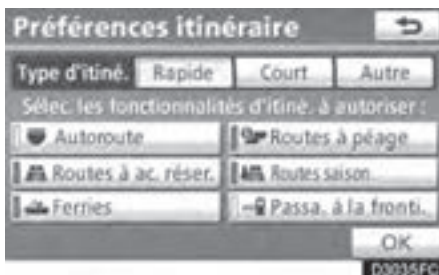 Préférences itinéraire
Type d'itiné. Rapide Court Autre
Sélec. les fonctionnalités d'itiné. à autoriser :
Autoroute Routes à péage
Routes à ac. réser. Routes saison.
Ferries Passa. à la fronti.
OK
D3035FC